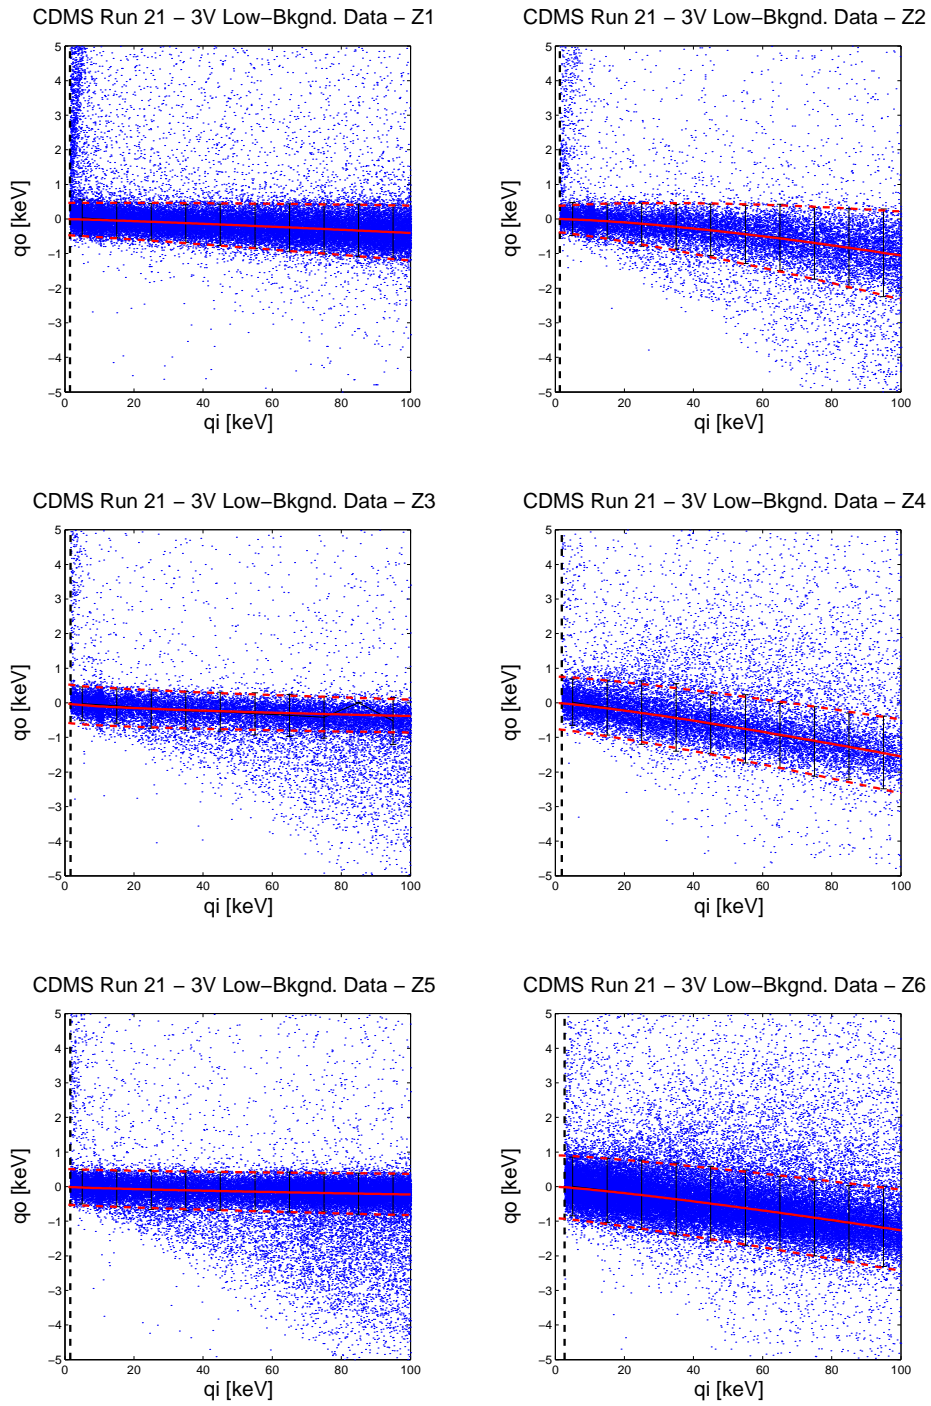 CDMS Run 21 − 3V Low−Bkgnd. Data − Z1
5
4
3
2
1
0
−1
−2
−3
−4
−5
qo [keV]
0 20 40 60 80 100
qi [keV]
CDMS Run 21 − 3V Low−Bkgnd. Data − Z2
5
4
3
2
1
0
−1
−2
−3
−4
−5
qo [keV]
0 20 40 60 80 100
qi [keV]
CDMS Run 21 − 3V Low−Bkgnd. Data − Z3
5
4
3
2
1
0
−1
−2
−3
−4
−5
qo [keV]
0 20 40 60 80 100
qi [keV]
CDMS Run 21 − 3V Low−Bkgnd. Data − Z4
5
4
3
2
1
0
−1
−2
−3
−4
−5
qo [keV]
0 20 40 60 80 100
qi [keV]
CDMS Run 21 − 3V Low−Bkgnd. Data − Z5
5
4
3
2
1
0
−1
−2
−3
−4
−5
qo [keV]
0 20 40 60 80 100
qi [keV]
CDMS Run 21 − 3V Low−Bkgnd. Data − Z6
5
4
3
2
1
0
−1
−2
−3
−4
−5
qo [keV]
0 20 40 60 80 100
qi [keV]